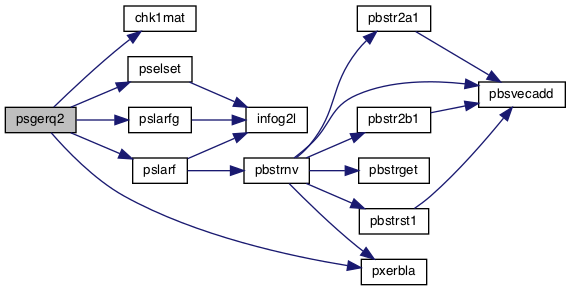 psgerq2
chk1mat
pselset
pslarfg
pslarf
infog2l
pbstrnv
pbstr2a1
pbstr2b1
pbstrget
pbstrst1
pxerbla
pbsvecadd